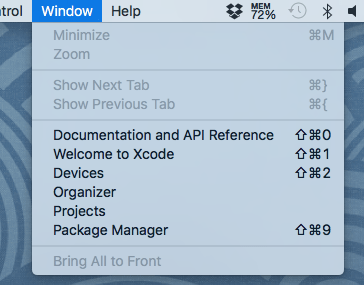 ntrol Window Help MEM 72%
Minimize ⌘M
Zoom
Show Next Tab ⌘}
Show Previous Tab ⌘{
Documentation and API Reference ⇧⌘0
Welcome to Xcode ⇧⌘1
Devices ⇧⌘2
Organizer
Projects
Package Manager ⇧⌘9
Bring All to Front